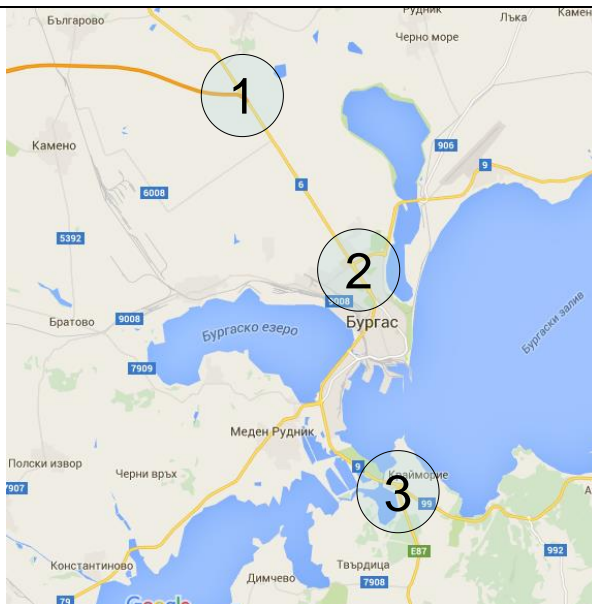 Българово
Рудник
Лъка
Камен
Черно море
1
Камено
906
9
6008
6
5392
2
9008
Братово
9008
Бургаско езеро
Бургас
Бургаски залив
7909
Меден Рудник
Полски извор
Черни връх
9
Крайморие
7907
3
99
А
E87
992
Константиново
Твърдица
Димчево
7908
79
Google